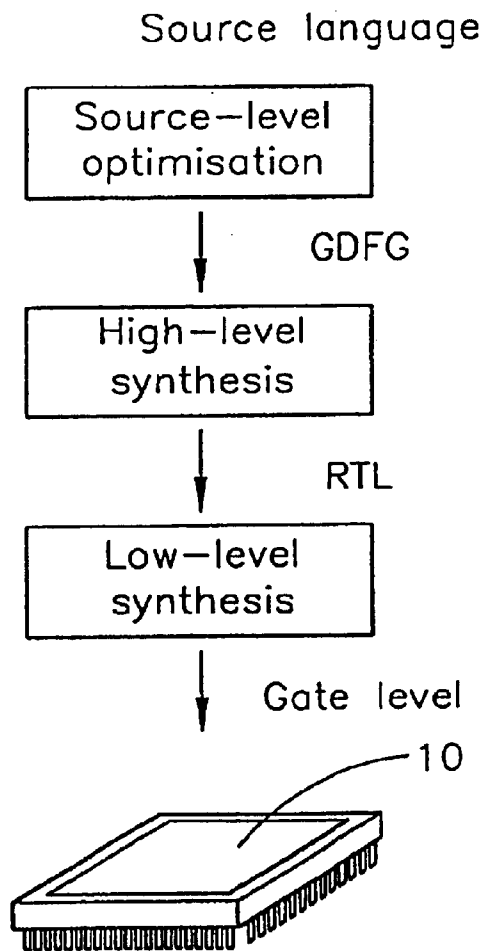 Source language
Source-level
optimisation
GDFG
High-level
synthesis
RTL
Low-level
synthesis
Gate level
10